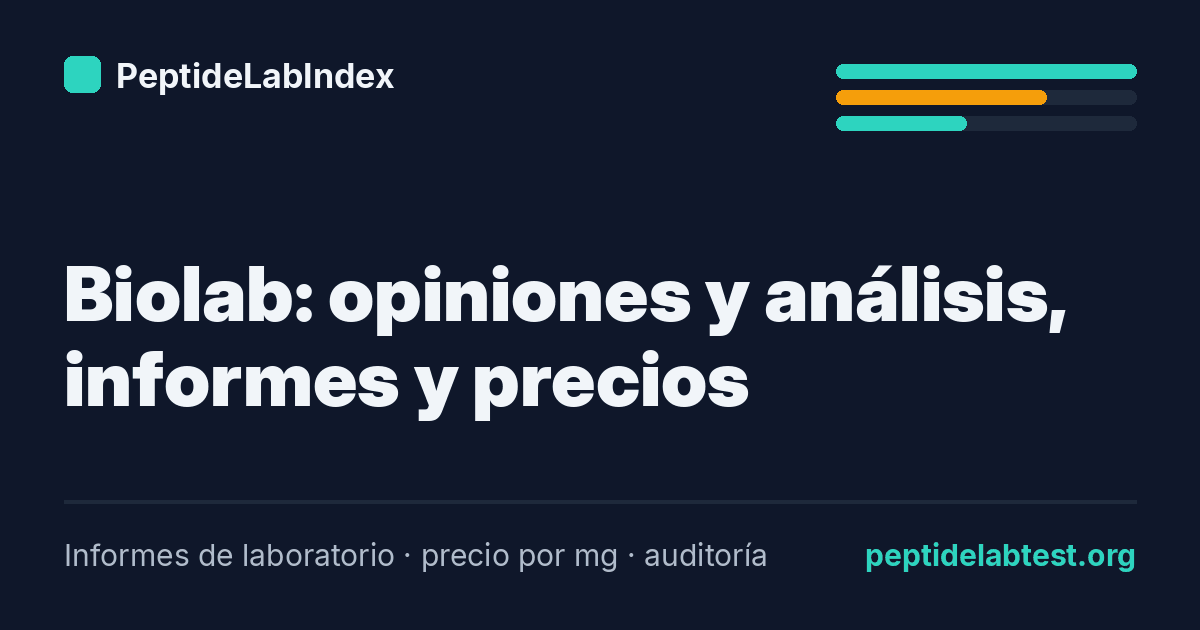 PeptideLabIndex
Biolab: opiniones y análisis,
informes y precios
Informes de laboratorio · precio por mg · auditoría
peptidelabtest.org